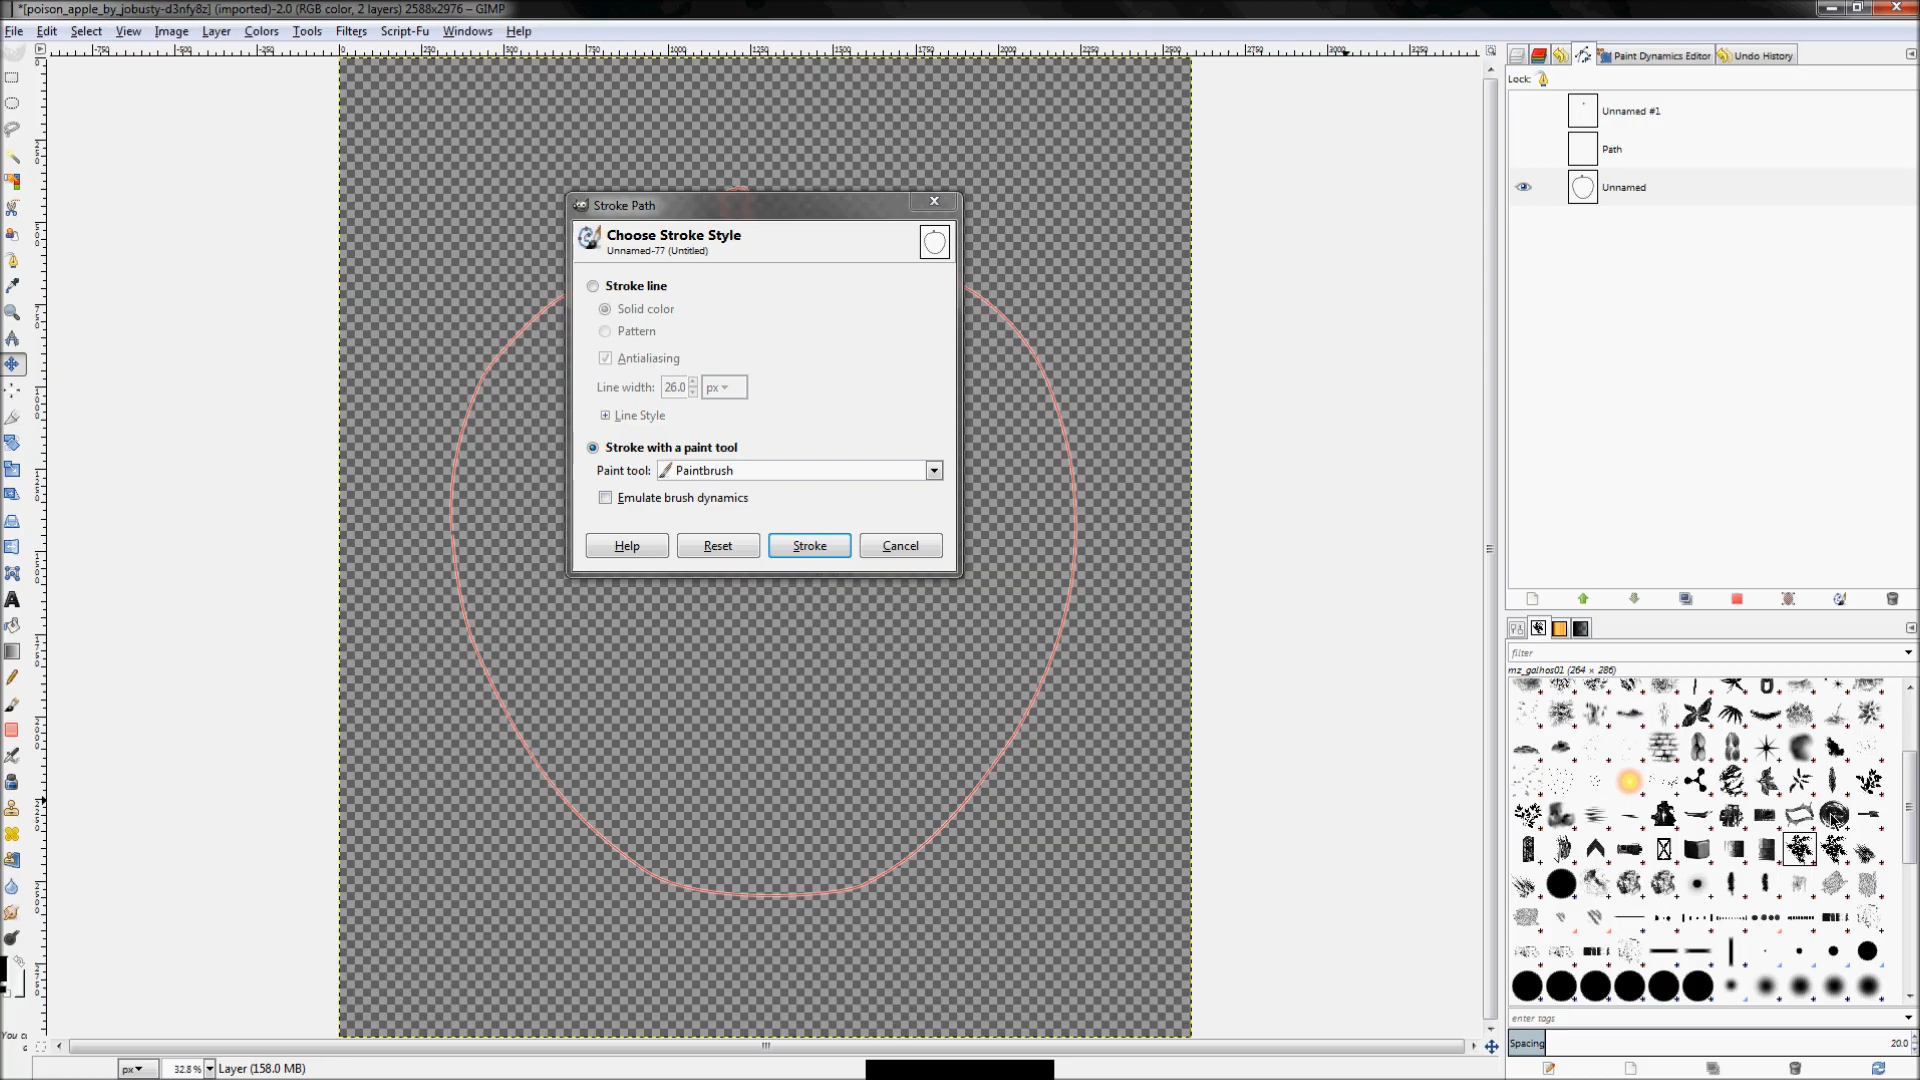 *[poison_apple_by_jobusty-d3nfy8z] (imported)-2.0 (RGB color, 2 layers) 2588x2976 – GIMP
File Edit Select View Image Layer Colors Tools Filters Script-Fu Windows Help
Paint Dynamics Editor Undo History
Lock:
Unnamed #1
Path
Unnamed
Stroke Path
Choose Stroke Style
Unnamed-77 (Untitled)
Stroke line
Solid color
Pattern
Antialiasing
Line width: 26.0 px
Line Style
Stroke with a paint tool
Paint tool: Paintbrush
Emulate brush dynamics
Help Reset Stroke Cancel
filter
mz_galhos01 (264 × 286)
enter tags
Spacing 20.0
You c
px 32.8% Layer (158.0 MB)